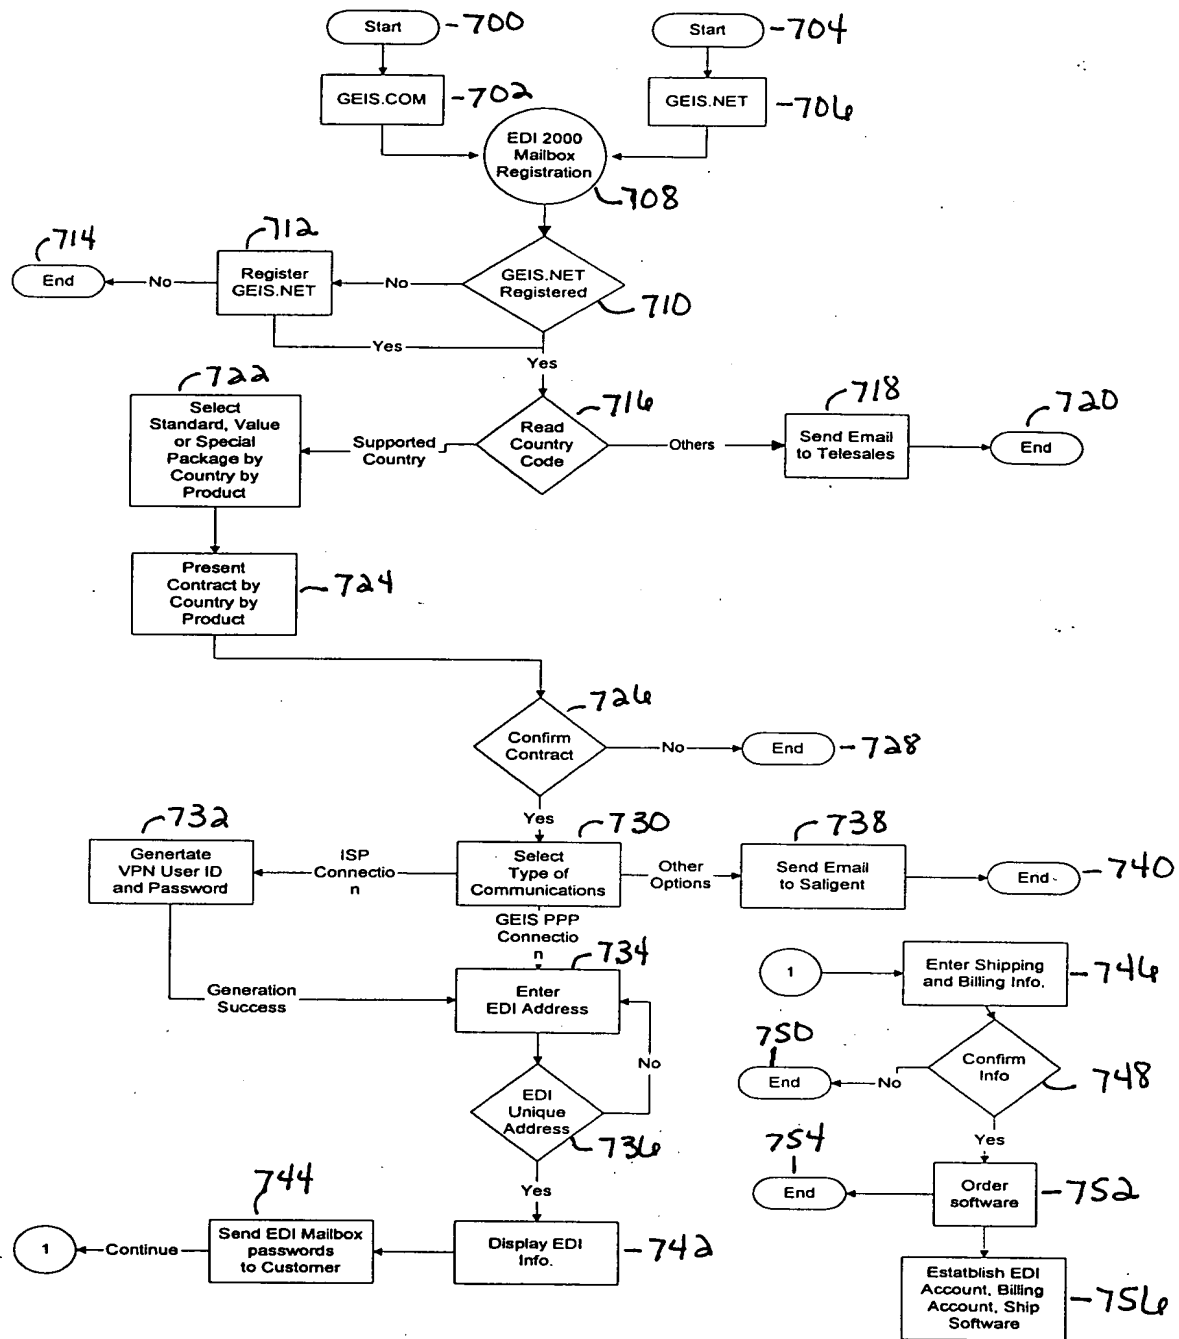 Start
-700
Start
-704
GEIS.COM
-702
GEIS.NET
-706
EDI 2000
Mailbox
Registration
708
712
714
End
No
Register
GEIS.NET
No
GEIS.NET
Registered
710
Yes
Yes
722
Select
Standard, Value
or Special
Package by
Country by
Product
Supported
Country
716
Read
Country
Code
Others
718
Send Email
to Telesales
720
End
Present
Contract by
Country by
Product
724
726
Confirm
Contract
No
End
-728
Yes
732
Genertate
VPN User ID
and Password
ISP
Connectio
n
730
Select
Type of
Communications
Other
Options
738
Send Email
to Saligent
End
-740
GEIS PPP
Connectio
n
734
Generation
Success
Enter
EDI Address
No
1
Enter Shipping
and Billing Info.
-746
750
End
No
Confirm
Info
748
EDI
Unique
Address
736
Yes
Yes
754
End
Order
software
-752
744
1
Continue
Send EDI Mailbox
passwords
to Customer
Display EDI
Info.
-742
Estatblish EDI
Account, Billing
Account, Ship
Software
-756